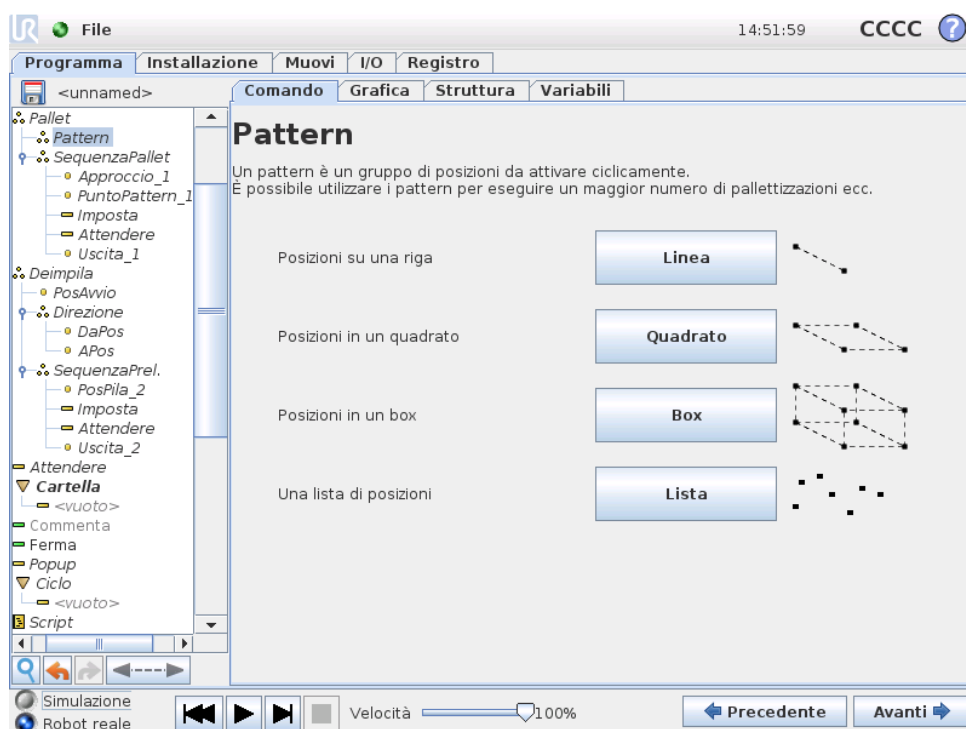 UR File 14:51:59 CCCC ?
Programma Installazione Muovi I/O Registro
<unnamed>
Comando Grafica Struttura Variabili
Pallet
Pattern
SequenzaPallet
Approccio_1
PuntoPattern_1
Imposta
Attendere
Uscita_1
Deimpila
PosAvvio
Direzione
DaPos
APos
SequenzaPrel.
PosPila_2
Imposta
Attendere
Uscita_2
Attendere
Cartella
<vuoto>
Commenta
Ferma
Popup
Ciclo
<vuoto>
Script
Pattern
Un pattern è un gruppo di posizioni da attivare ciclicamente.
È possibile utilizzare i pattern per eseguire un maggior numero di pallettizzazioni ecc.
Posizioni su una riga Linea
Posizioni in un quadrato Quadrato
Posizioni in un box Box
Una lista di posizioni Lista
Simulazione
Robot reale
Velocità 100%
Precedente Avanti